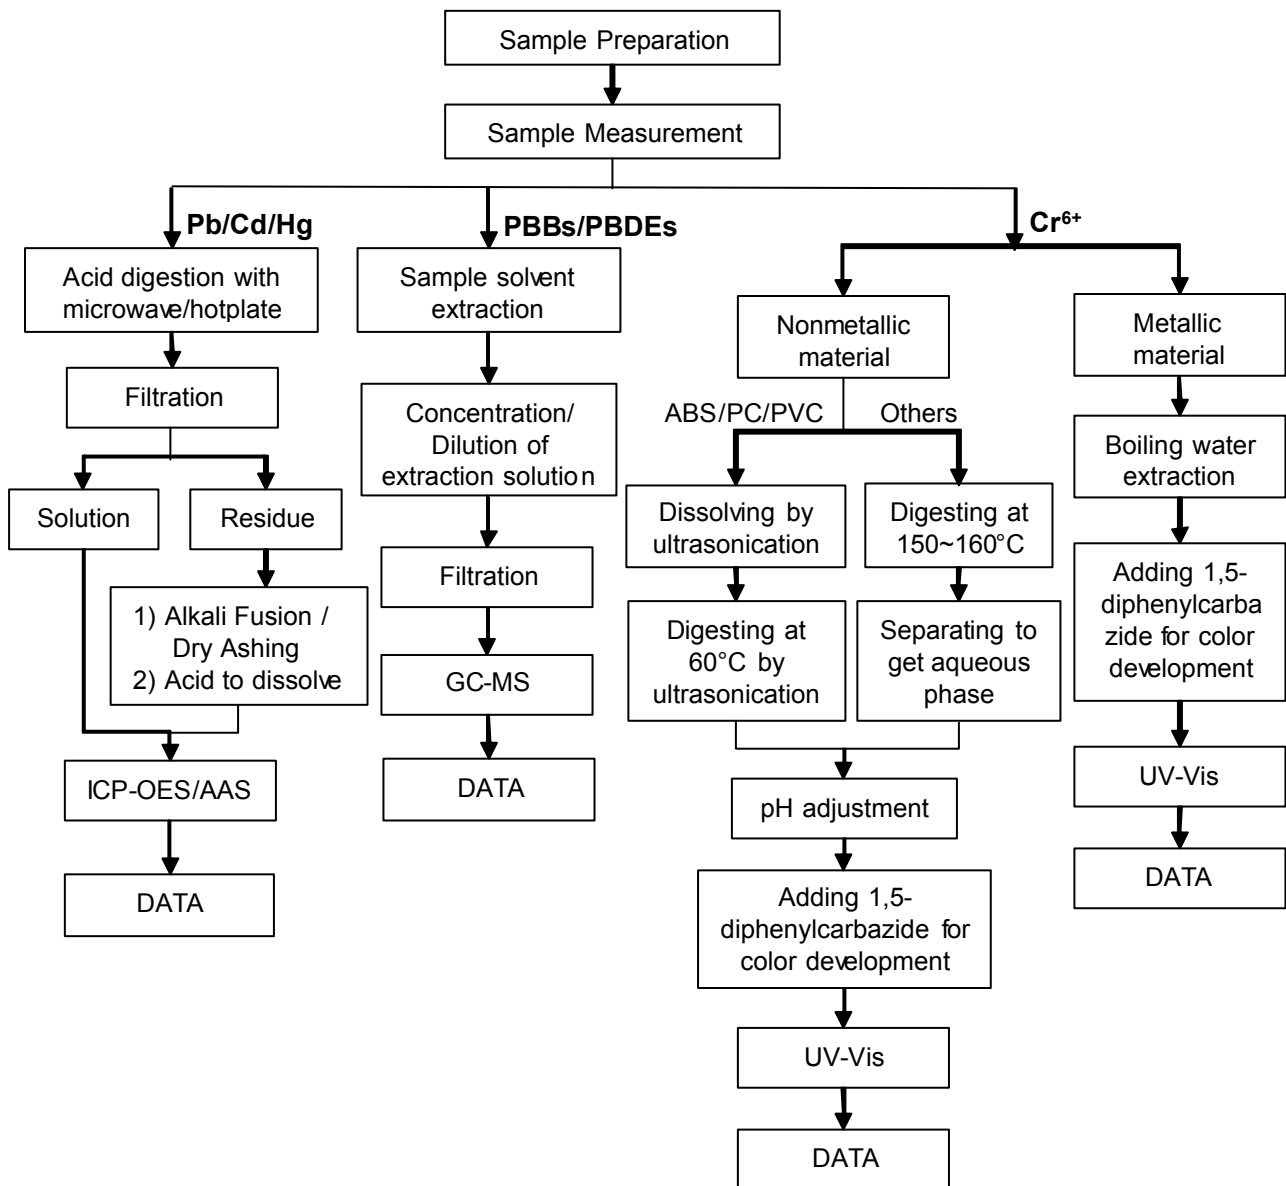 Sample Preparation
Sample Measurement
Pb/Cd/Hg
PBBs/PBDEs
Cr⁶⁺
Acid digestion with
microwave/hotplate
Filtration
Solution
Residue
1) Alkali Fusion /
Dry Ashing
2) Acid to dissolve
ICP-OES/AAS
DATA
Sample solvent
extraction
Concentration/
Dilution of
extraction solution
Filtration
GC-MS
DATA
Nonmetallic
material
ABS/PC/PVC
Others
Dissolving by
ultrasonication
Digesting at
60°C by
ultrasonication
Digesting at
150~160°C
Separating to
get aqueous
phase
pH adjustment
Adding 1,5-
diphenylcarbazide for
color development
UV-Vis
DATA
Metallic
material
Boiling water
extraction
Adding 1,5-
diphenylcarba
zide for color
development
UV-Vis
DATA